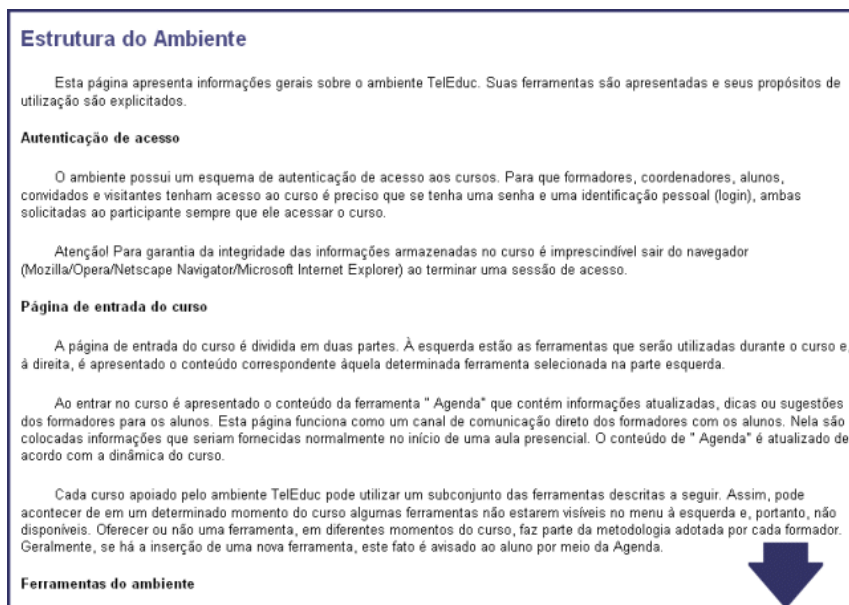 Estrutura do Ambiente
Esta página apresenta informações gerais sobre o ambiente TelEduc. Suas ferramentas são apresentadas e seus propósitos de
utilização são explicitados.
Autenticação de acesso
O ambiente possui um esquema de autenticação de acesso aos cursos. Para que formadores, coordenadores, alunos,
convidados e visitantes tenham acesso ao curso é preciso que se tenha uma senha e uma identificação pessoal (login), ambas
solicitadas ao participante sempre que ele acessar o curso.
Atenção! Para garantia da integridade das informações armazenadas no curso é imprescindível sair do navegador
(Mozilla/Opera/Netscape Navigator/Microsoft Internet Explorer) ao terminar uma sessão de acesso.
Página de entrada do curso
A página de entrada do curso é dividida em duas partes. À esquerda estão as ferramentas que serão utilizadas durante o curso e,
à direita, é apresentado o conteúdo correspondente àquela determinada ferramenta selecionada na parte esquerda.
Ao entrar no curso é apresentado o conteúdo da ferramenta " Agenda" que contém informações atualizadas, dicas ou sugestões
dos formadores para os alunos. Esta página funciona como um canal de comunicação direto dos formadores com os alunos. Nela são
colocadas informações que seriam fornecidas normalmente no início de uma aula presencial. O conteúdo de " Agenda" é atualizado de
acordo com a dinâmica do curso.
Cada curso apoiado pelo ambiente TelEduc pode utilizar um subconjunto das ferramentas descritas a seguir. Assim, pode
acontecer de em um determinado momento do curso algumas ferramentas não estarem visíveis no menu à esquerda e, portanto, não
disponíveis. Oferecer ou não uma ferramenta, em diferentes momentos do curso, faz parte da metodologia adotada por cada formador.
Geralmente, se há a inserção de uma nova ferramenta, este fato é avisado ao aluno por meio da Agenda.
Ferramentas do ambiente